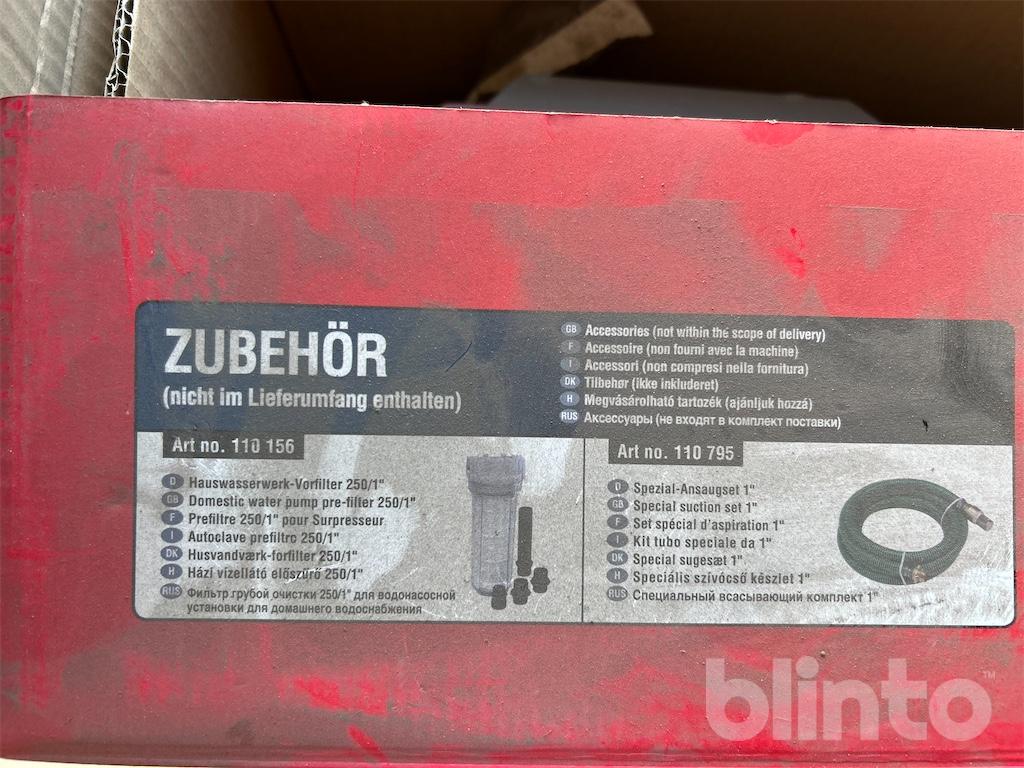 ZUBEHÖR
(nicht im Lieferumfang enthalten)
GB Accessories (not within the scope of delivery)
F Accessoire (non fourni avec la machine)
I Accessori (non compresi nella fornitura)
DK Tilbehør (ikke inkluderet)
H Megvásárolható tartozék (ajánljuk hozzá)
RUS Аксессуары (не входят в комплект поставки)
Art no. 110 156
D Hauswasserwerk-Vorfilter 250/1"
GB Domestic water pump pre-filter 250/1"
F Prefiltre 250/1" pour Surpresseur
I Autoclave prefiltro 250/1"
DK Husvandværk-forfilter 250/1"
H Házi vízellátó előszűrő 250/1"
RUS Фильтр грубой очистки 250/1" для водонасосной
установки для домашнего водоснабжения
Art no. 110 795
D Spezial-Ansaugset 1"
GB Special suction set 1"
F Set spécial d'aspiration 1"
I Kit tubo speciale da 1"
DK Special sugesæt 1"
H Speciális szívócső készlet 1"
RUS Специальный всасывающий комплект 1"
blinto™